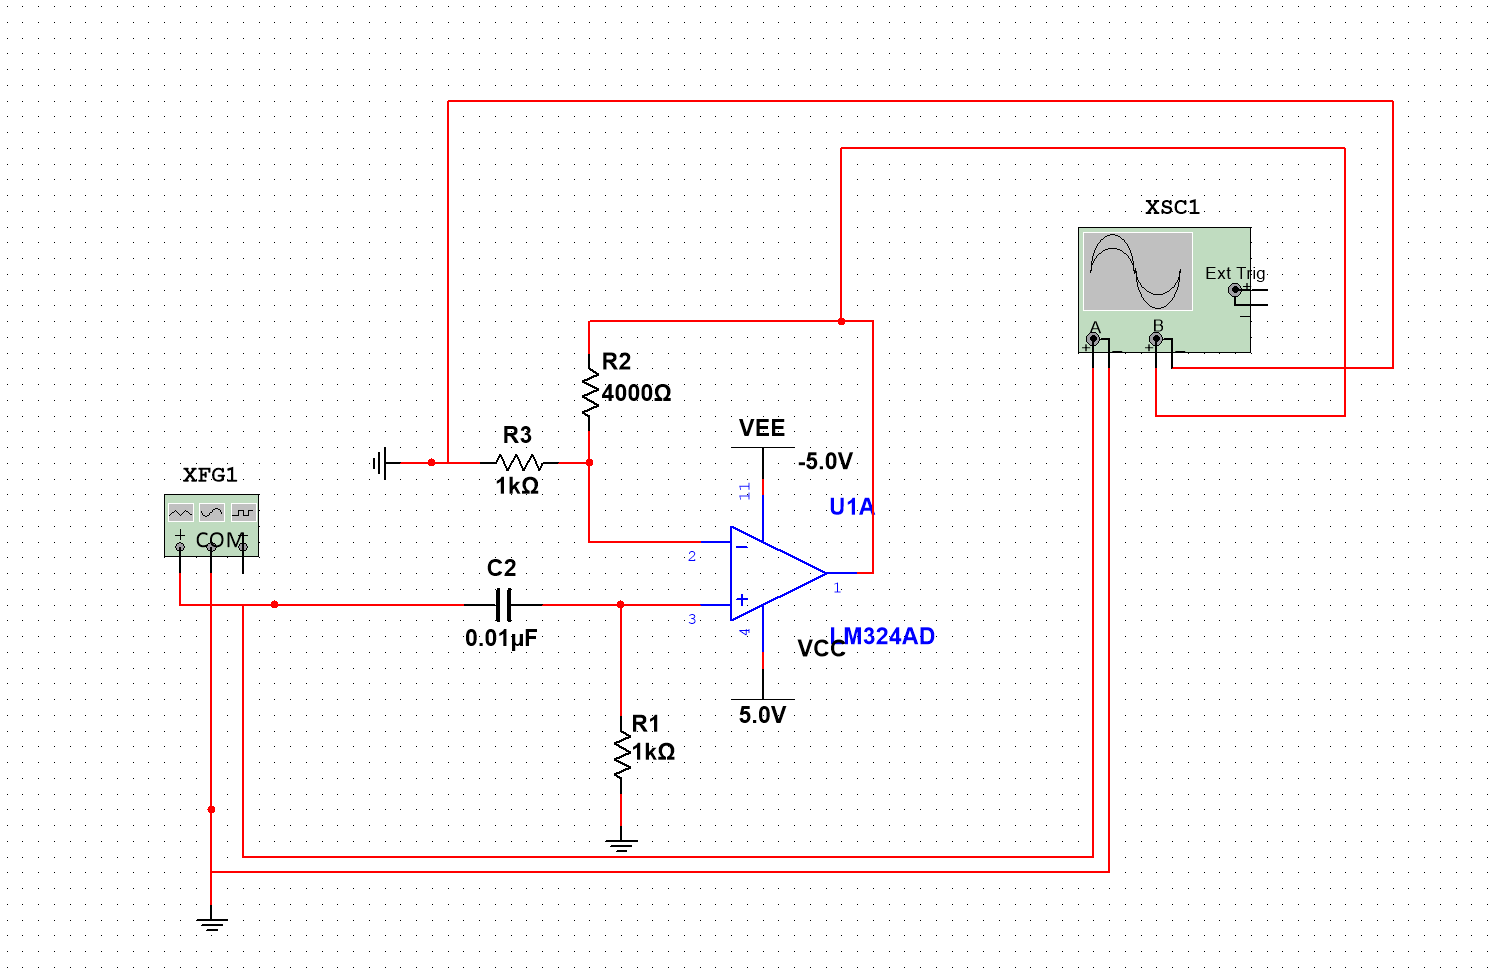 XSC1
Ext Trig
+
A
B
+
+
R2
4000Ω
VEE
R3
-5.0V
XFG1
1kΩ
11
U1A
+
COM
2
C2
1
3
4
LM324AD
0.01µF
VCC
5.0V
R1
1kΩ